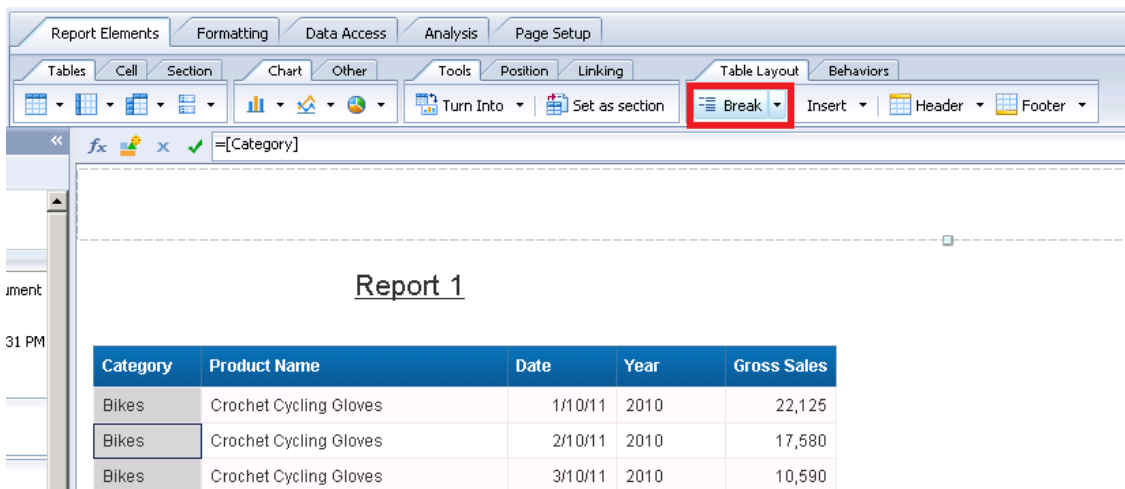 Report Elements Formatting Data Access Analysis Page Setup
Tables Cell Section Chart Other Tools Position Linking Table Layout Behaviors
Turn Into Set as section Break Insert Header Footer
fx =[Category]
Report 1
ument
31 PM
Category Product Name Date Year Gross Sales
Bikes Crochet Cycling Gloves 1/10/11 2010 22,125
Bikes Crochet Cycling Gloves 2/10/11 2010 17,580
Bikes Crochet Cycling Gloves 3/10/11 2010 10,590